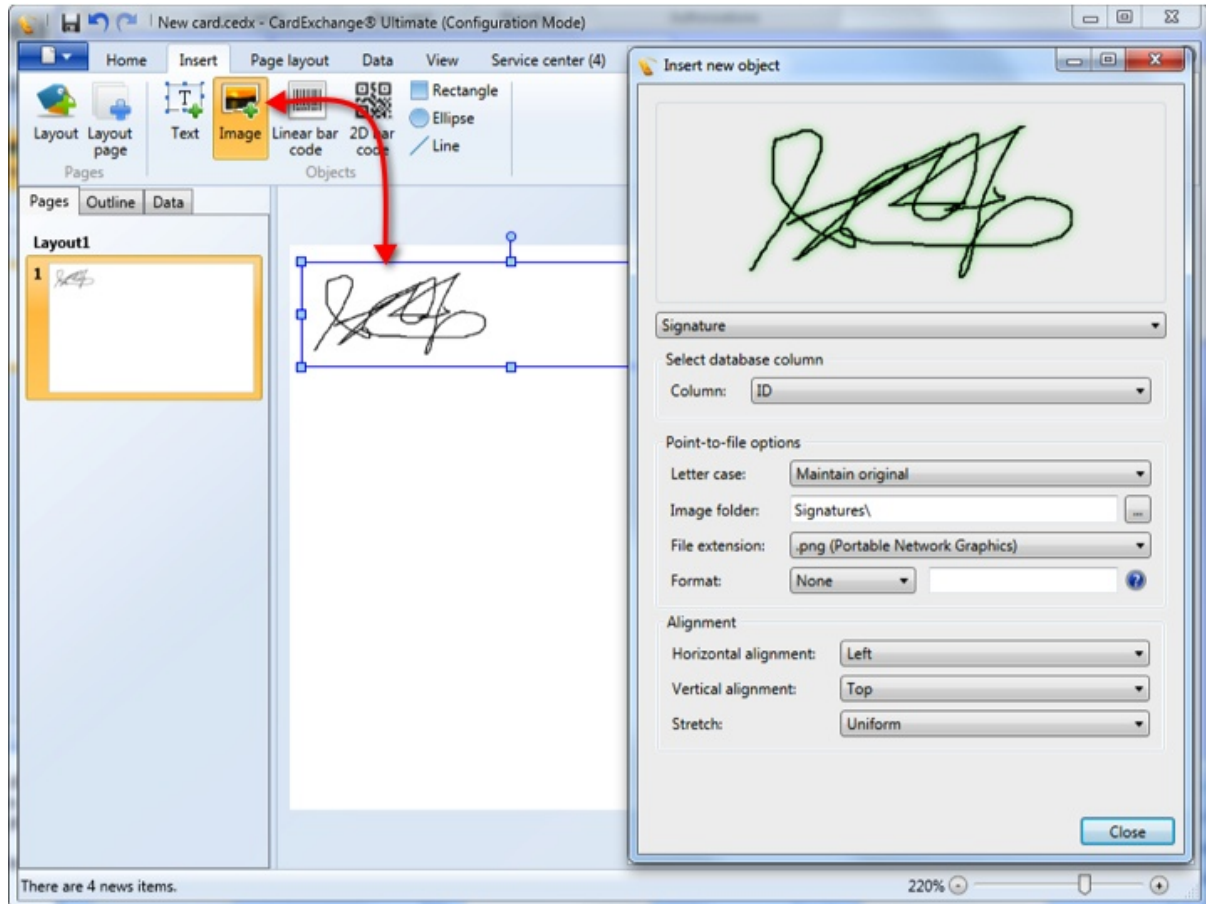 New card.cedx - CardExchange® Ultimate (Configuration Mode)
Home Insert Page layout Data View Service center (4)
Layout
Layout page
Text
Image
Linear bar code
code
Rectangle
Ellipse
Line
Pages
Objects
Pages Outline Data
Layout1
1
Insert new object
Signature
Select database column
Column: ID
Point-to-file options
Letter case: Maintain original
Image folder: Signatures\
...
File extension: .png (Portable Network Graphics)
Format: None
?
Alignment
Horizontal alignment: Left
Vertical alignment: Top
Stretch: Uniform
Close
There are 4 news items.
220%